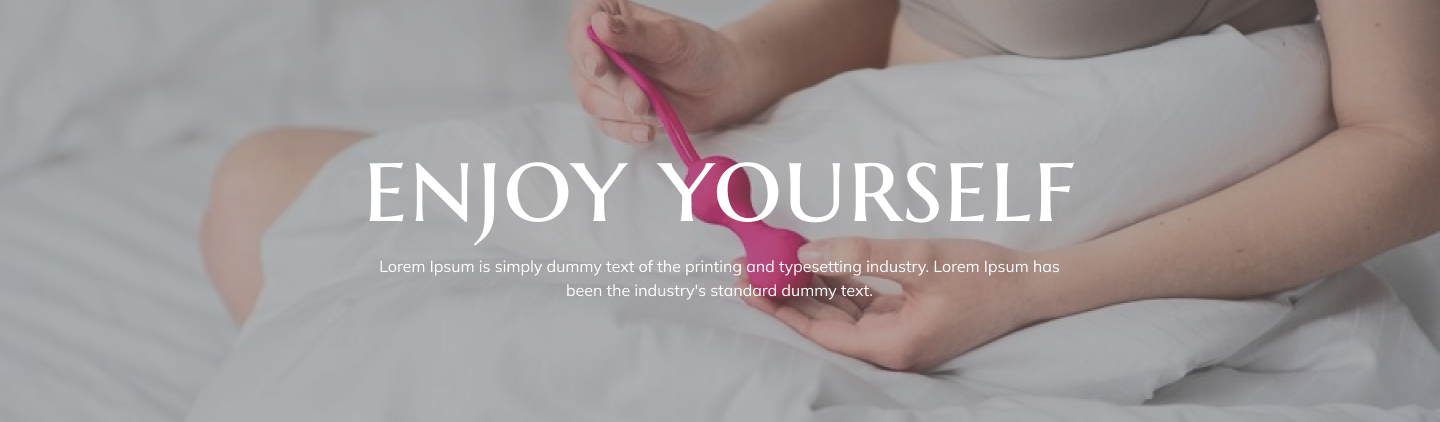 ENJOY YOURSELF
Lorem Ipsum is simply dummy text of the printing and typesetting industry. Lorem Ipsum has
been the industry's standard dummy text.